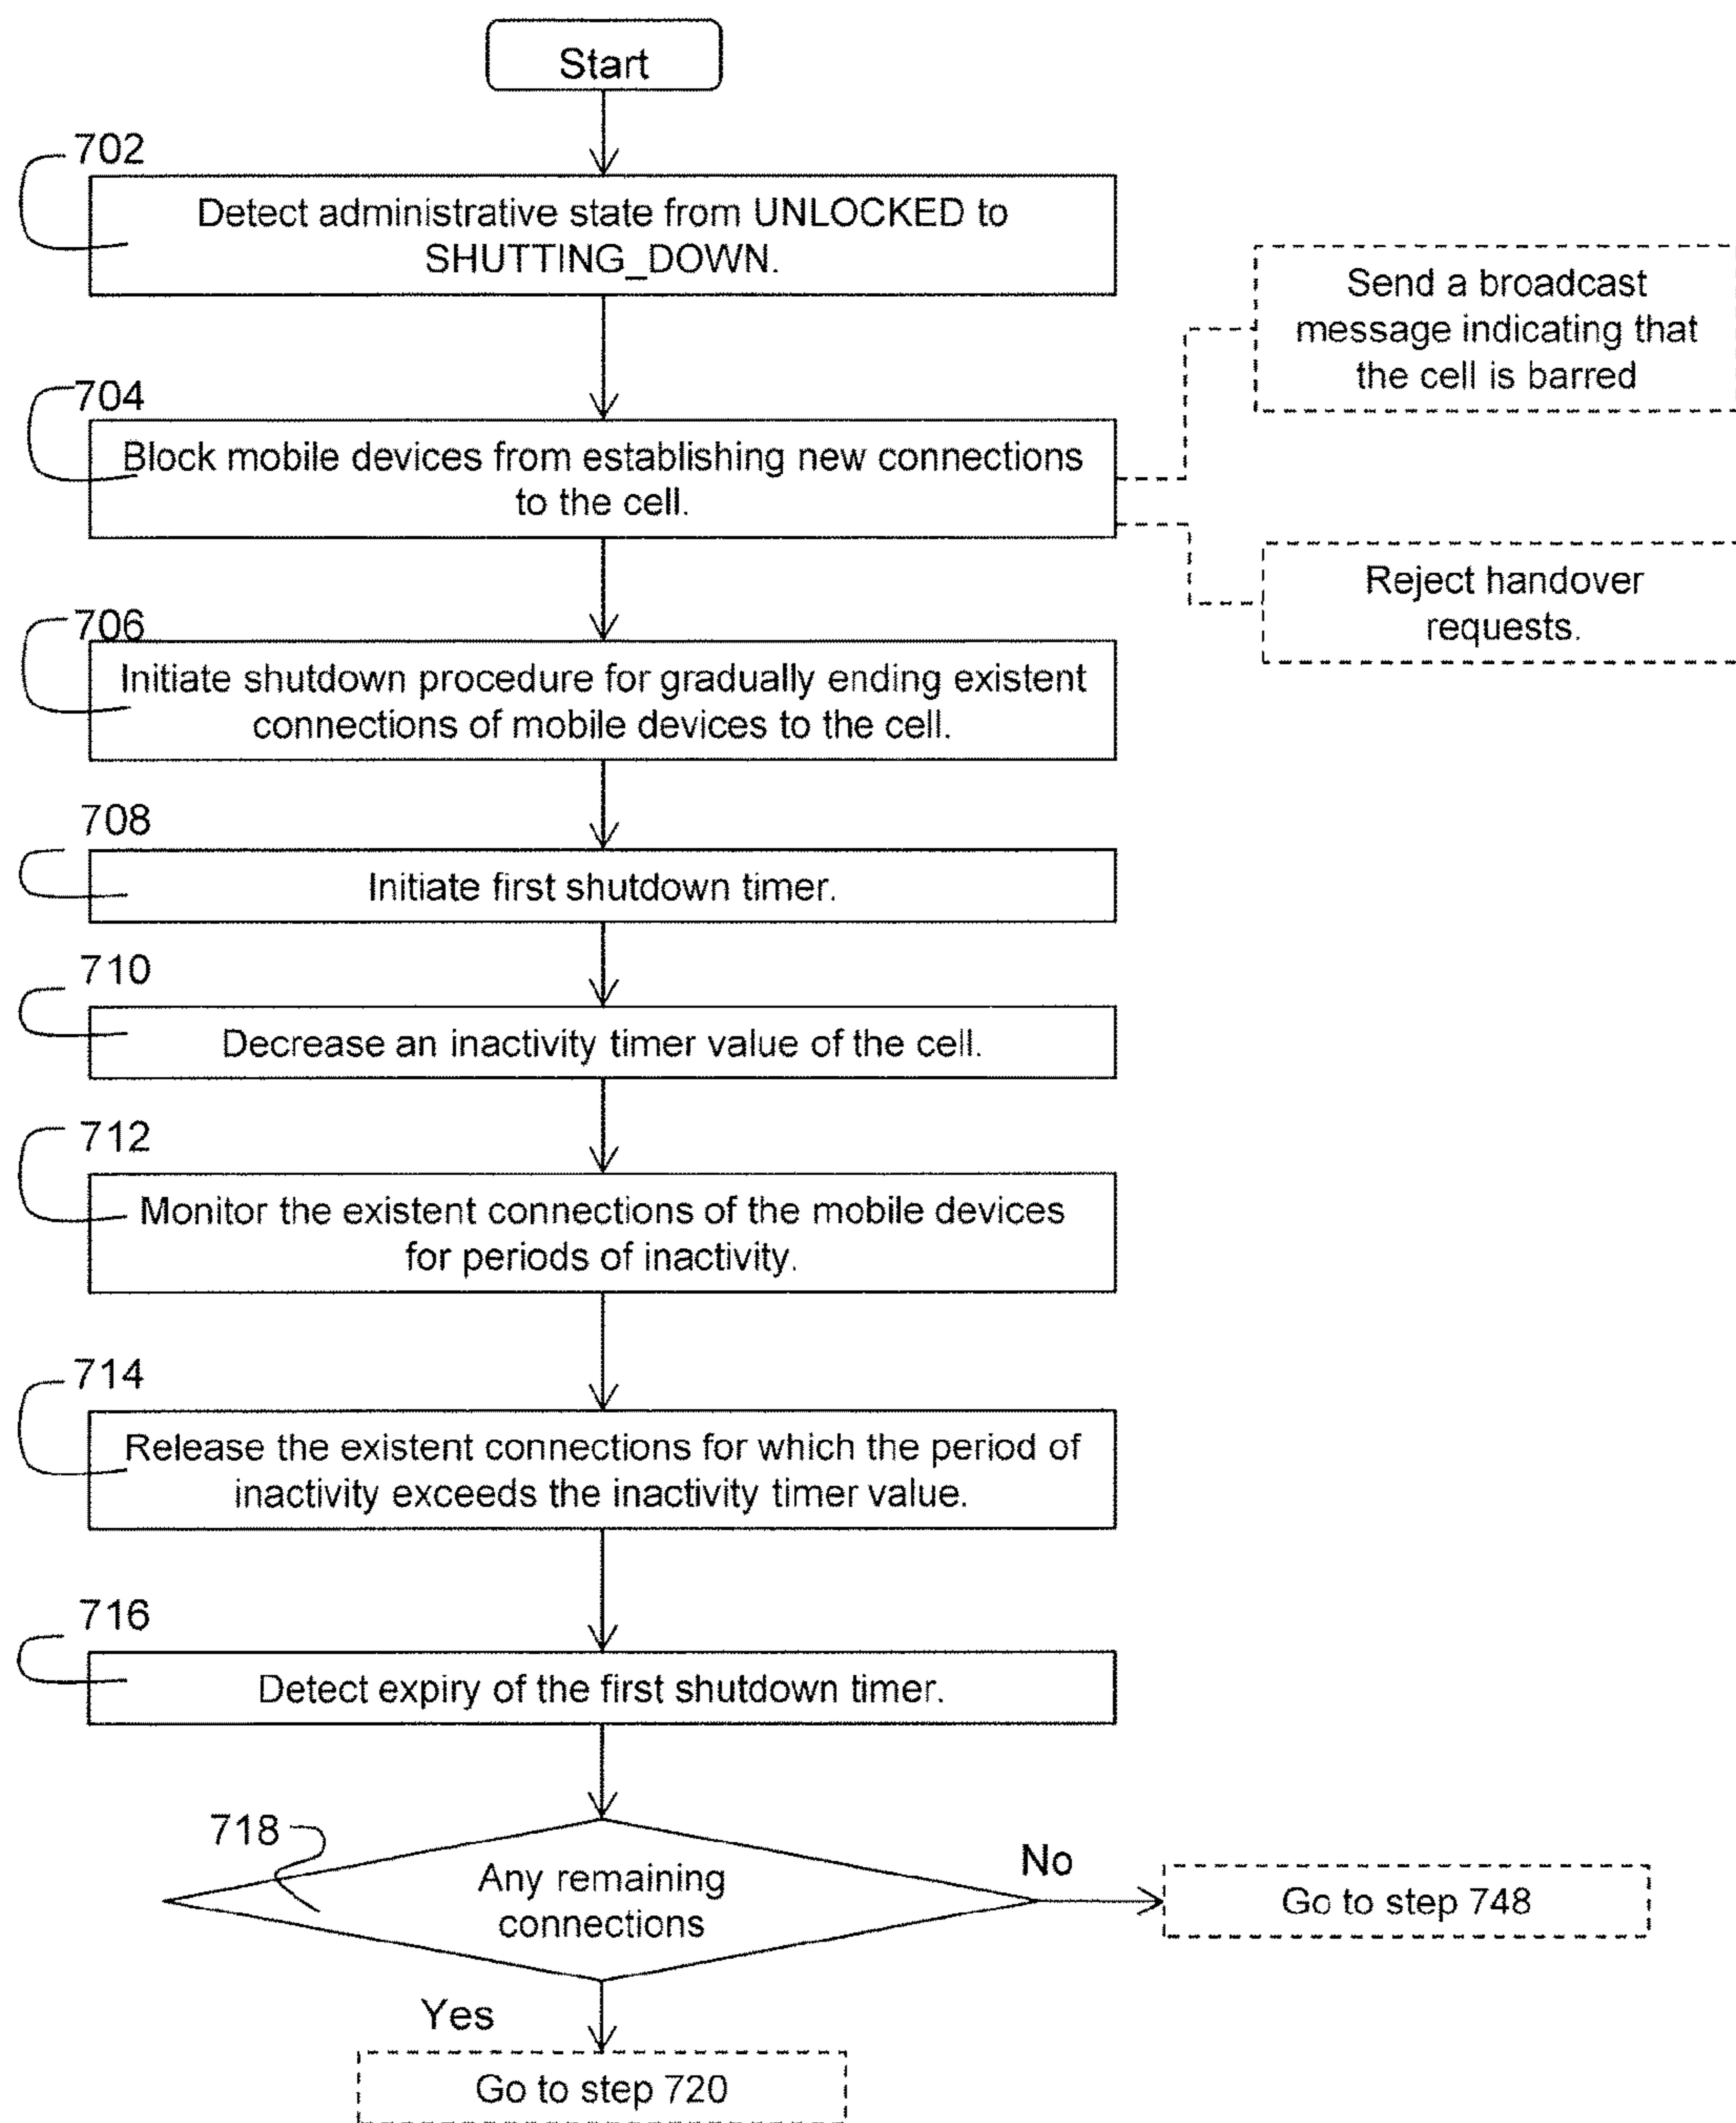 Start
702
Detect administrative state from UNLOCKED to
SHUTTING_DOWN.
Send a broadcast
message indicating that
the cell is barred
704
Block mobile devices from establishing new connections
to the cell.
Reject handover
requests.
706
Initiate shutdown procedure for gradually ending existent
connections of mobile devices to the cell.
708
Initiate first shutdown timer.
710
Decrease an inactivity timer value of the cell.
712
Monitor the existent connections of the mobile devices
for periods of inactivity.
714
Release the existent connections for which the period of
inactivity exceeds the inactivity timer value.
716
Detect expiry of the first shutdown timer.
718
Any remaining
connections
No
Go to step 748
Yes
Go to step 720